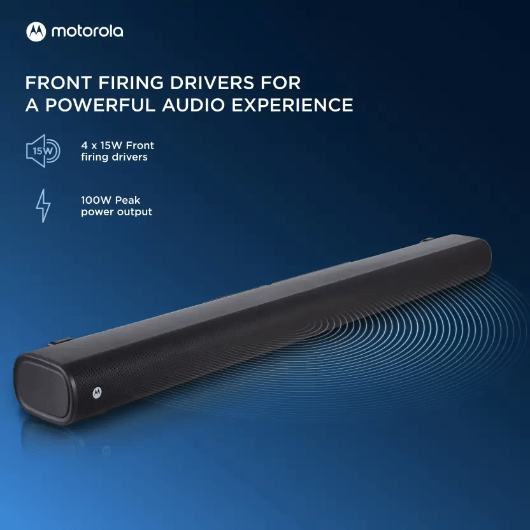 motorola
FRONT FIRING DRIVERS FOR
A POWERFUL AUDIO EXPERIENCE
15W
4 x 15W Front
firing drivers
100W Peak
power output